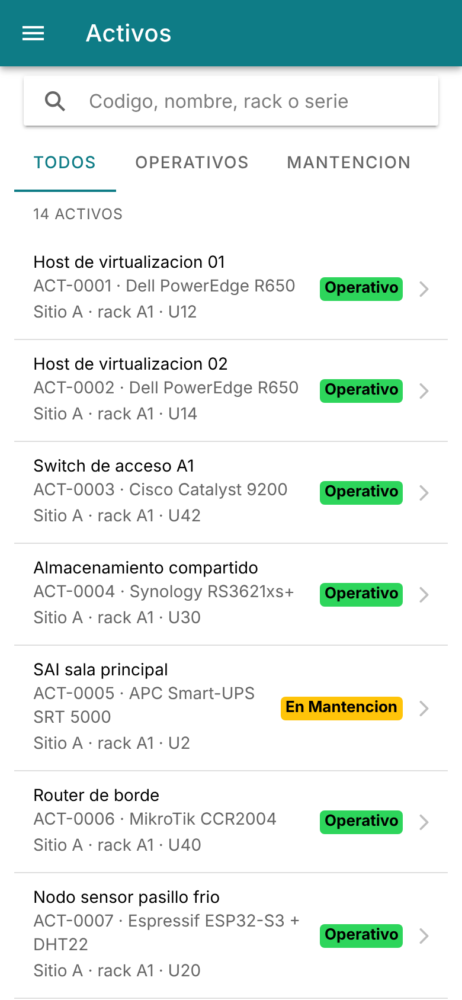 Activos
Codigo, nombre, rack o serie
TODOS
OPERATIVOS
MANTENCION
14 ACTIVOS
Host de virtualizacion 01
ACT-0001 · Dell PowerEdge R650
Sitio A · rack A1 · U12
Operativo
Host de virtualizacion 02
ACT-0002 · Dell PowerEdge R650
Sitio A · rack A1 · U14
Operativo
Switch de acceso A1
ACT-0003 · Cisco Catalyst 9200
Sitio A · rack A1 · U42
Operativo
Almacenamiento compartido
ACT-0004 · Synology RS3621xs+
Sitio A · rack A1 · U30
Operativo
SAI sala principal
ACT-0005 · APC Smart-UPS
SRT 5000
Sitio A · rack A1 · U2
En Mantencion
Router de borde
ACT-0006 · MikroTik CCR2004
Sitio A · rack A1 · U40
Operativo
Nodo sensor pasillo frio
ACT-0007 · Espressif ESP32-S3 +
DHT22
Sitio A · rack A1 · U20
Operativo